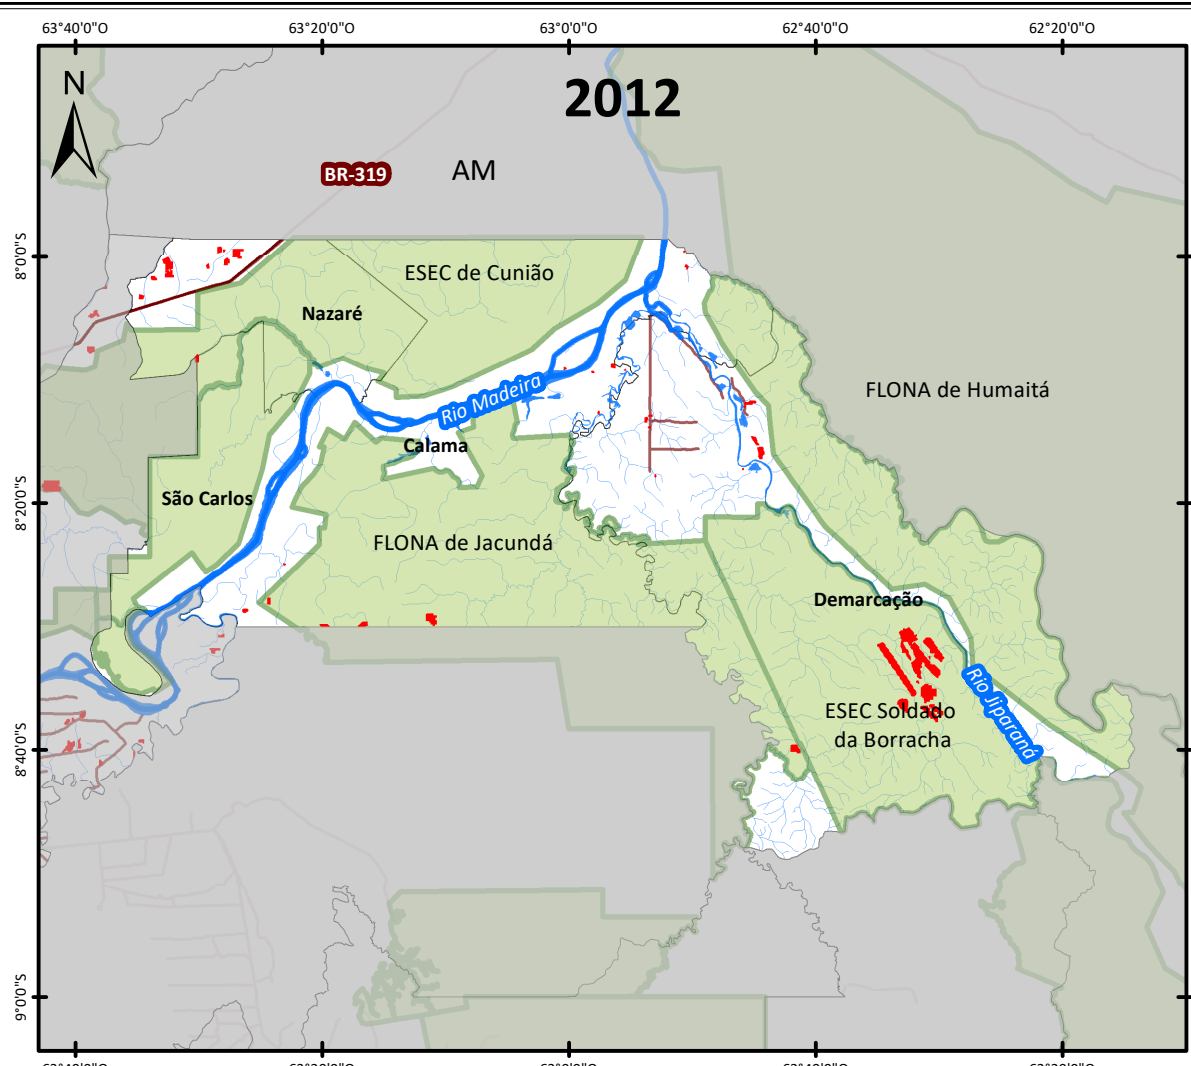 63°40'0"O 63°20'0"O 63°0'0"O 62°40'0"O 62°20'0"O
2012
N
BR-319
AM
8°0'0"S
ESEC de Cunião
Nazaré
FLONA de Humaitá
Rio Madeira
Calama
São Carlos
8°20'0"S
FLONA de Jacundá
Demarcação
Rio Jiparaná
ESEC Soldado
da Borracha
8°40'0"S
9°0'0"S